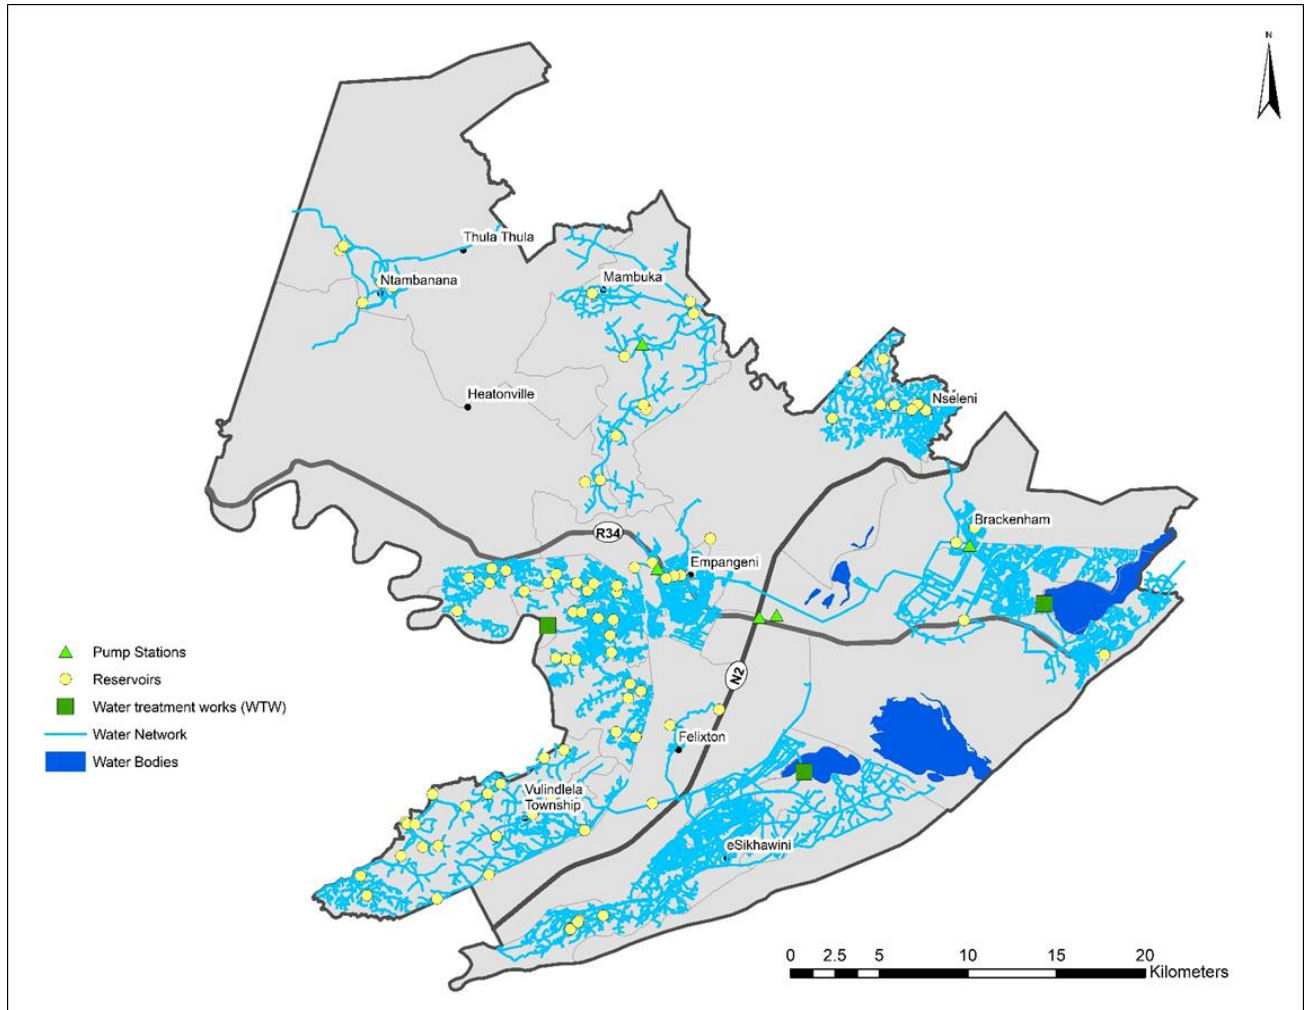 N
Thula Thula
Ntambanana
Mambuka
Heatonville
Nseleni
Brackenham
R34
Empangeni
Pump Stations
Reservoirs
Water treatment works (WTW)
Water Network
Water Bodies
N2
Felixton
Vulindlela
Township
eSikhawini
0 2.5 5 10 15 20
Kilometers